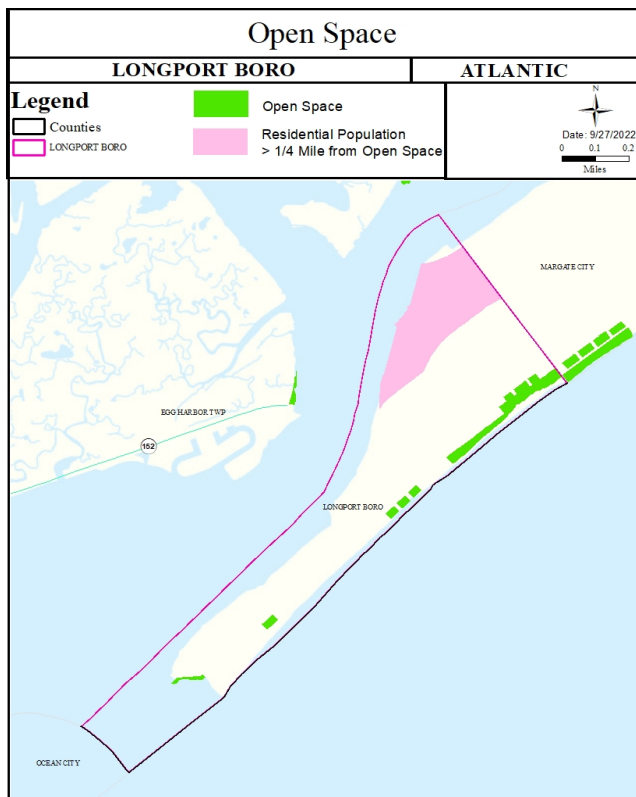 Open Space
LONGPORT BORO
ATLANTIC
Legend
Counties
LONGPORT BORO
Open Space
Residential Population
> 1/4 Mile from Open Space
N
Date: 9/27/2022
0 0.1 0.2
Miles
MARGATE CITY
EGG HARBOR TWP
152
LONGPORT BORO
OCEAN CITY